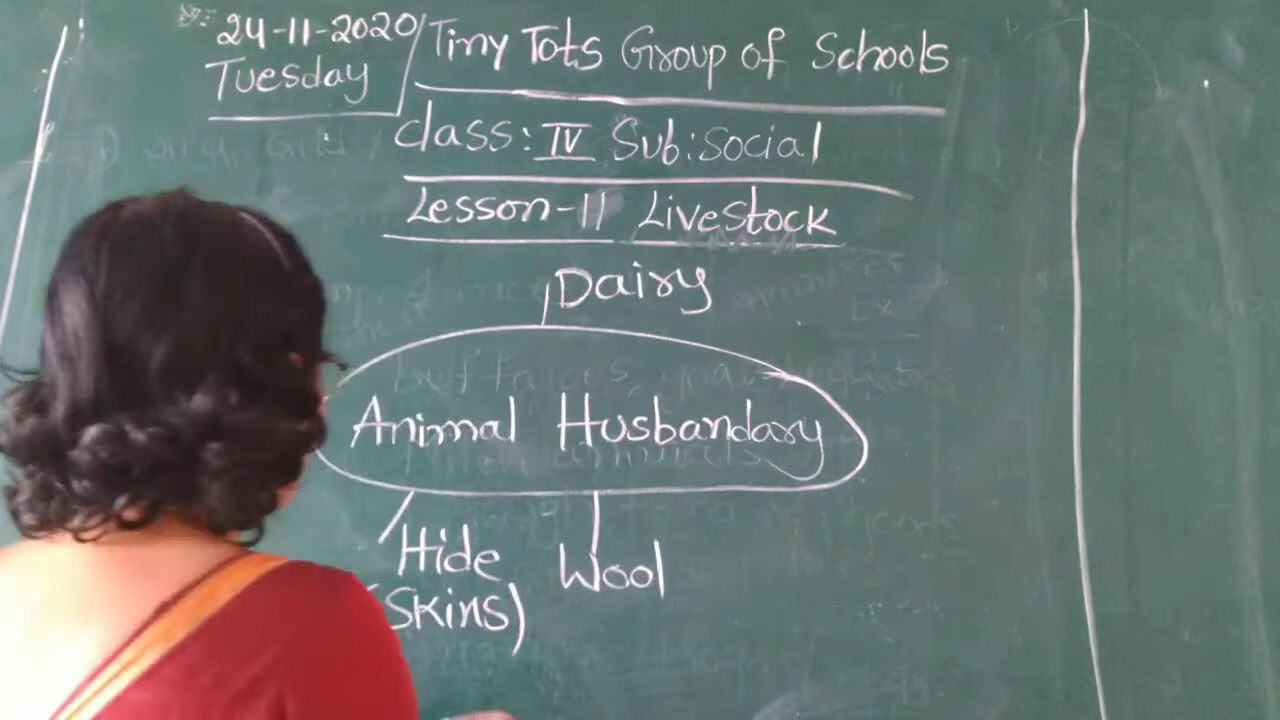 24-11-2020
Tuesday
Tiny Tots Group of Schools
Class: IV Sub: Social
Lesson-11 Livestock
Dairy
Animal Husbandary
Hide Wool
(Skins)